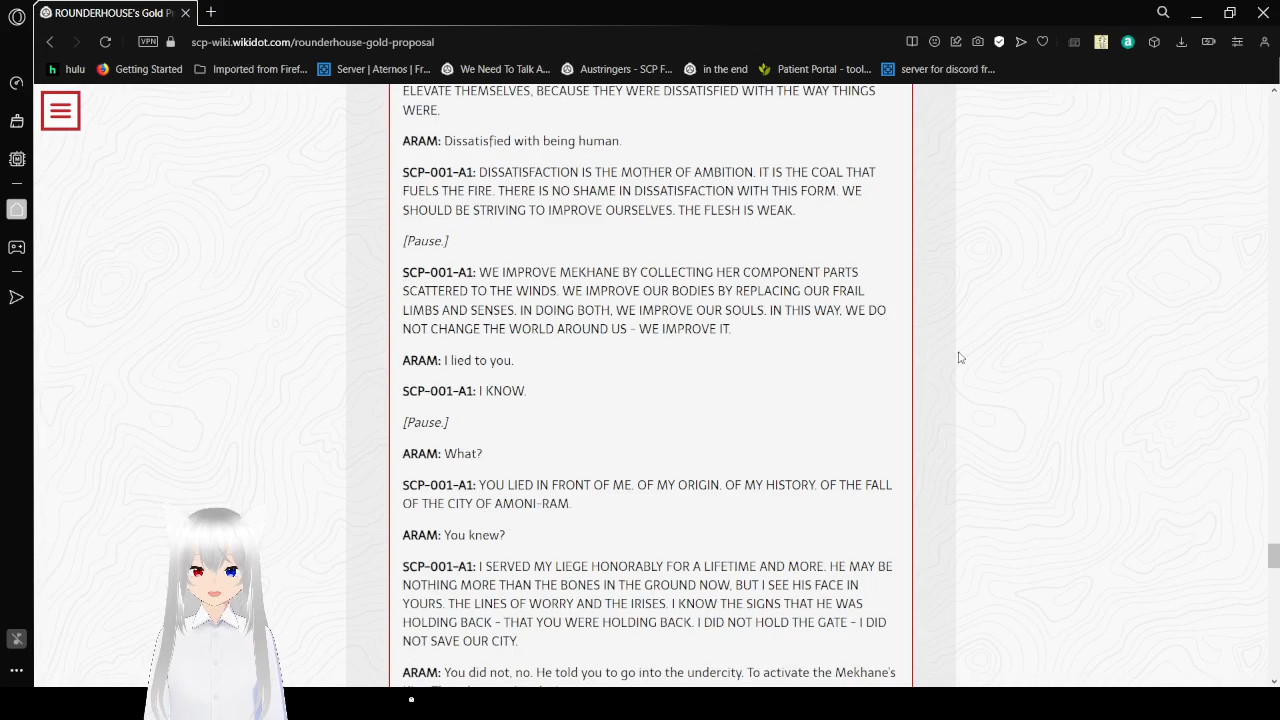 ROUNDERHOUSE's Gold Pr
scp-wiki.wikidot.com/rounderhouse-gold-proposal
VPN
hulu
Getting Started
Imported from Firef...
Server | Aternos | Fr...
We Need To Talk A...
Austringers - SCP F...
in the end
Patient Portal - tool...
server for discord fr...
ELEVATE THEMSELVES, BECAUSE THEY WERE DISSATISFIED WITH THE WAY THINGS
WERE.
ARAM: Dissatisfied with being human.
SCP-001-A1: DISSATISFACTION IS THE MOTHER OF AMBITION. IT IS THE COAL THAT
FUELS THE FIRE. THERE IS NO SHAME IN DISSATISFACTION WITH THIS FORM. WE
SHOULD BE STRIVING TO IMPROVE OURSELVES. THE FLESH IS WEAK.
[Pause.]
SCP-001-A1: WE IMPROVE MEKHANE BY COLLECTING HER COMPONENT PARTS
SCATTERED TO THE WINDS. WE IMPROVE OUR BODIES BY REPLACING OUR FRAIL
LIMBS AND SENSES. IN DOING BOTH, WE IMPROVE OUR SOULS. IN THIS WAY, WE DO
NOT CHANGE THE WORLD AROUND US - WE IMPROVE IT.
ARAM: I lied to you.
SCP-001-A1: I KNOW.
[Pause.]
ARAM: What?
SCP-001-A1: YOU LIED IN FRONT OF ME. OF MY ORIGIN. OF MY HISTORY. OF THE FALL
OF THE CITY OF AMONI-RAM.
ARAM: You knew?
SCP-001-A1: I SERVED MY LIEGE HONORABLY FOR A LIFETIME AND MORE. HE MAY BE
NOTHING MORE THAN THE BONES IN THE GROUND NOW, BUT I SEE HIS FACE IN
YOURS. THE LINES OF WORRY AND THE IRISES. I KNOW THE SIGNS THAT HE WAS
HOLDING BACK - THAT YOU WERE HOLDING BACK. I DID NOT HOLD THE GATE - I DID
NOT SAVE OUR CITY.
ARAM: You did not, no. He told you to go into the undercity. To activate the Mekhane's